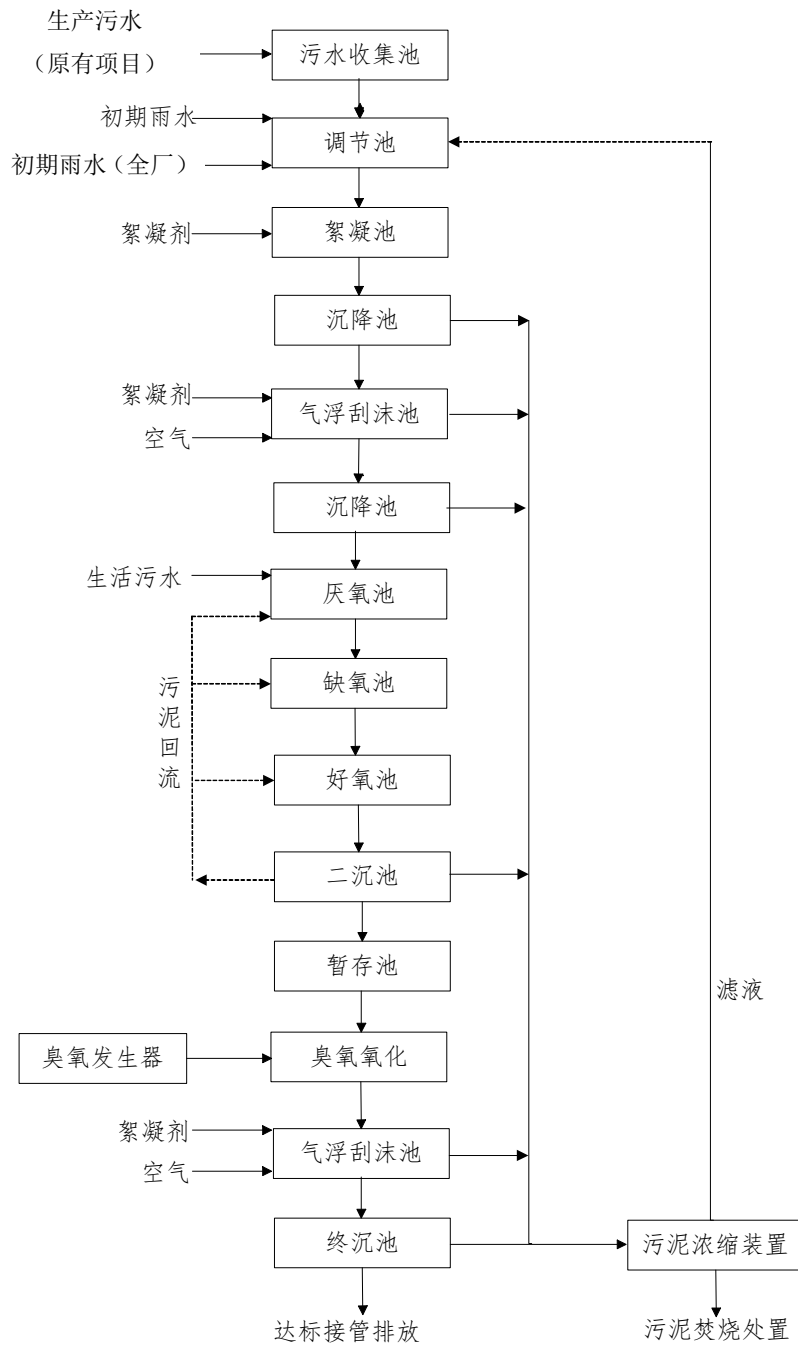 生产污水
（原有项目）
污水收集池
初期雨水
调节池
初期雨水（全厂）
絮凝剂
絮凝池
沉降池
絮凝剂
气浮刮沫池
空气
沉降池
生活污水
厌氧池
缺氧池
污泥回流
好氧池
二沉池
暂存池
滤液
臭氧发生器
臭氧氧化
絮凝剂
气浮刮沫池
空气
终沉池
污泥浓缩装置
达标接管排放
污泥焚烧处置